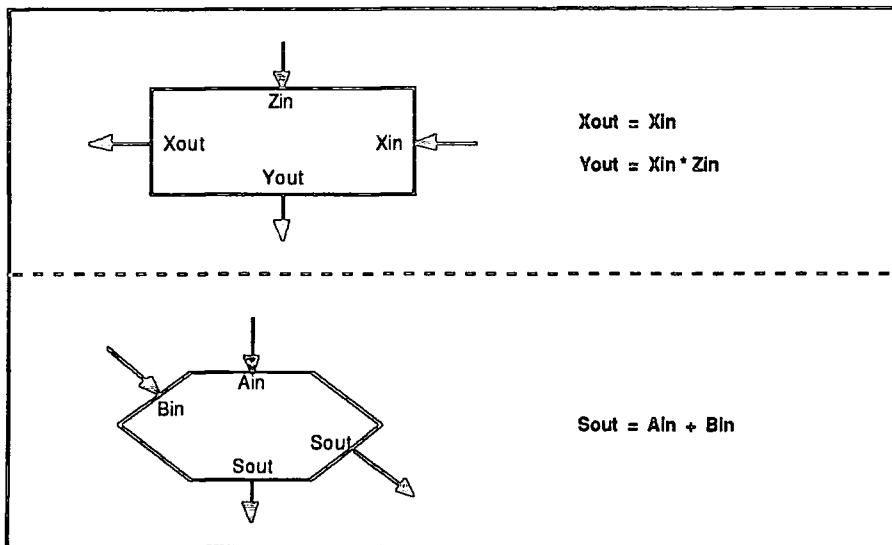 Zin
Xout = Xin
Xout Xin
Yout = Xin * Zin
Yout
Ain
Bin
Sout = Ain + Bin
Sout
Sout